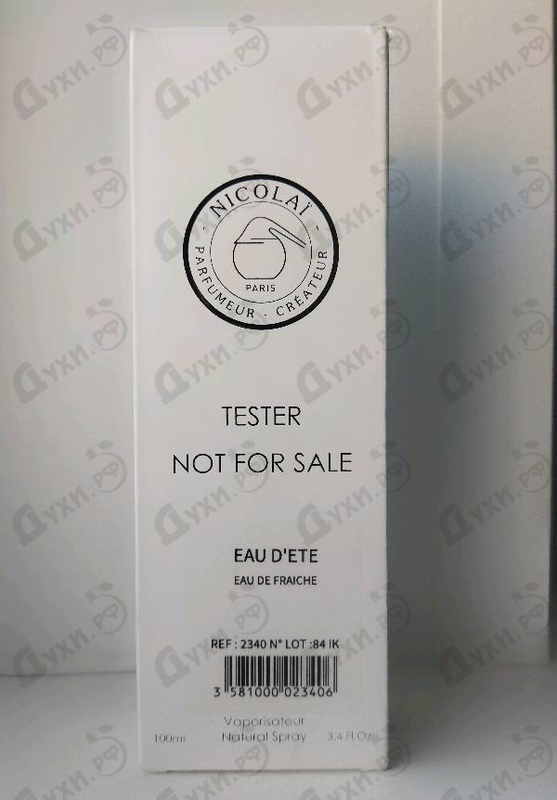 NICOLAÏ
PARFUMEUR · CRÉATEUR
PARIS
TESTER
NOT FOR SALE
EAU D'ETE
EAU DE FRAICHE
REF : 2340 N° LOT :84 IK
3 581000 023406
Vaporisateur
100ml Natural Spray 3.4 fl.Oz
Духи.РФ